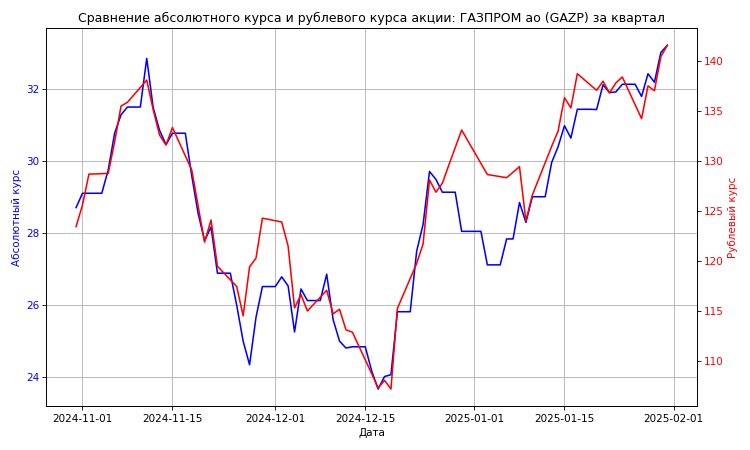 Сравнение абсолютного курса и рублевого курса акции: ГАЗПРОМ ао (GAZP) за квартал
Абсолютный курс
32
30
28
26
24
140
135
130
125
120
115
110
Рублевый курс
2024-11-01 2024-11-15 2024-12-01 2024-12-15 2025-01-01 2025-01-15 2025-02-01
Дата